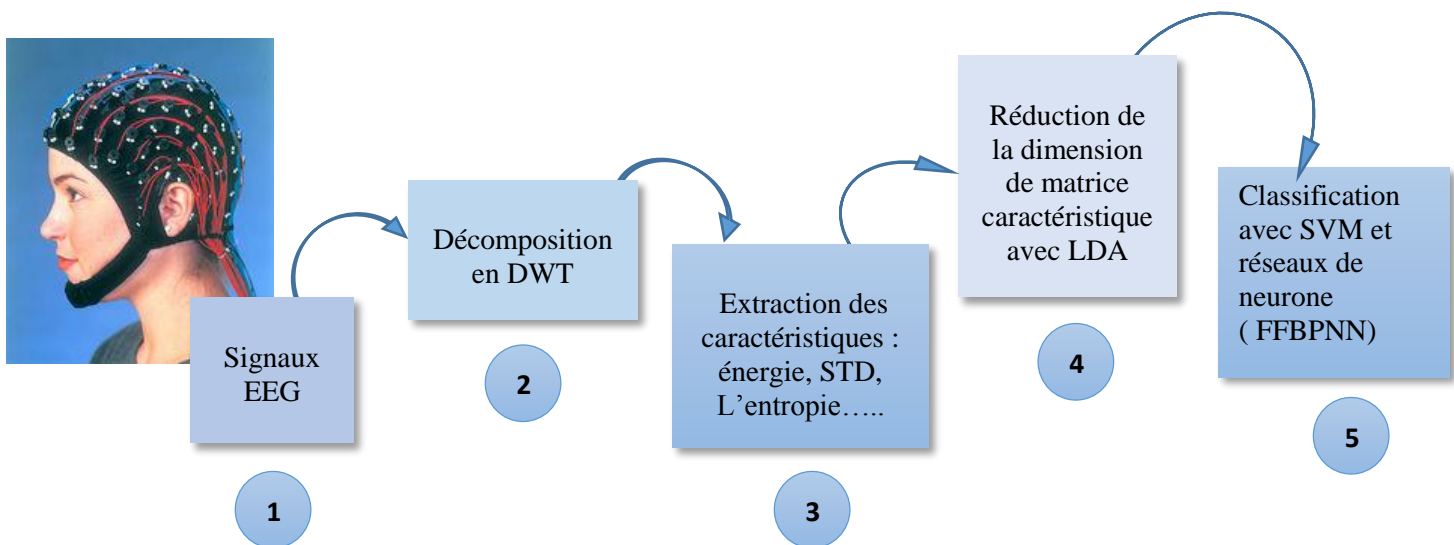 Signaux
EEG
1
Décomposition
en DWT
2
Extraction des
caractéristiques :
énergie, STD,
L’entropie…..
3
Réduction de
la dimension
de matrice
caractéristique
avec LDA
4
Classification
avec SVM et
réseaux de
neurone
( FFBPNN)
5